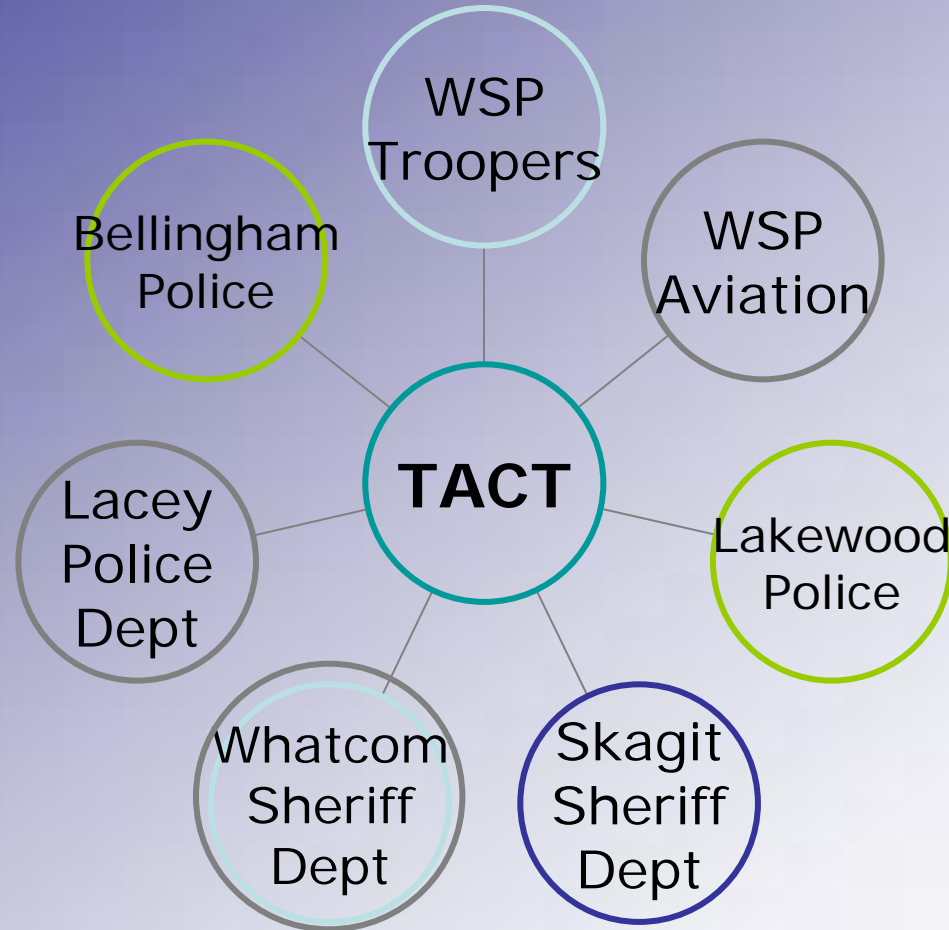 WSP
Troopers
Bellingham
Police
WSP
Aviation
TACT
Lacey
Police
Dept
Lakewood
Police
Whatcom
Sheriff
Dept
Skagit
Sheriff
Dept